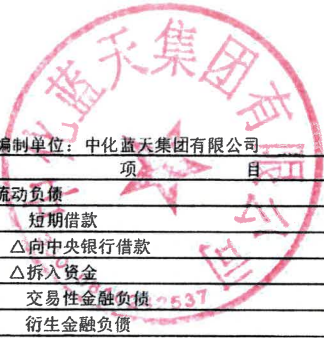 中化蓝天集团有限公司
编制单位：中化蓝天集团有限公司
项 目
流动负债
短期借款
△向中央银行借款
△拆入资金
交易性金融负债
衍生金融负债